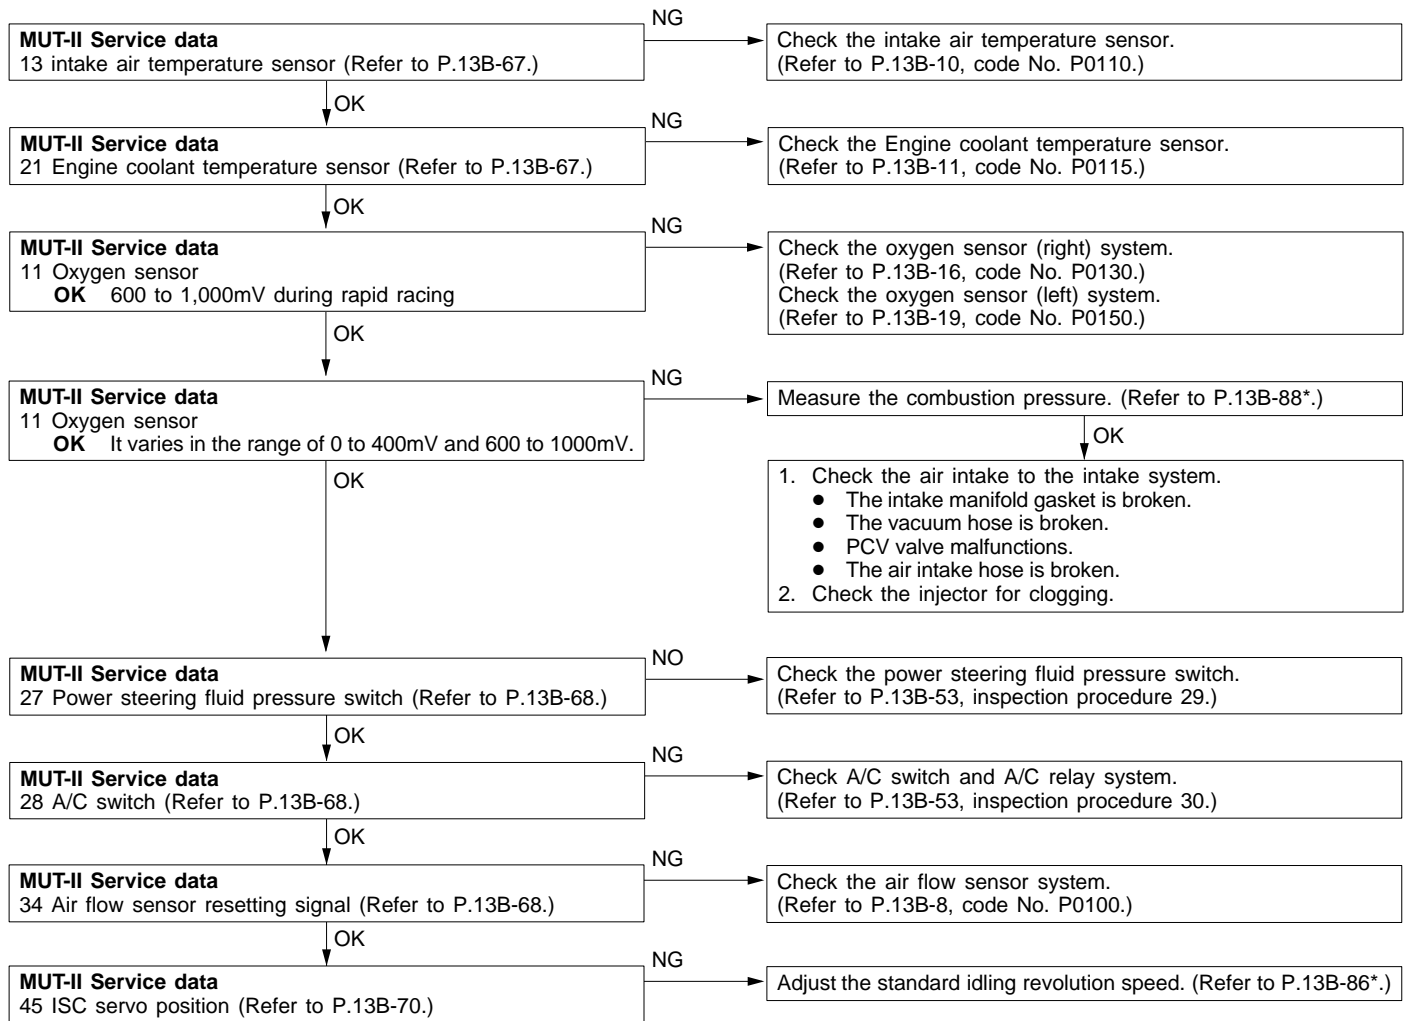 NG
MUT-II Service data
13 intake air temperature sensor (Refer to P.13B-67.)
Check the intake air temperature sensor.
(Refer to P.13B-10, code No. P0110.)
OK
NG
MUT-II Service data
21 Engine coolant temperature sensor (Refer to P.13B-67.)
Check the Engine coolant temperature sensor.
(Refer to P.13B-11, code No. P0115.)
OK
NG
MUT-II Service data
11 Oxygen sensor
OK 600 to 1,000mV during rapid racing
Check the oxygen sensor (right) system.
(Refer to P.13B-16, code No. P0130.)
Check the oxygen sensor (left) system.
(Refer to P.13B-19, code No. P0150.)
OK
NG
MUT-II Service data
11 Oxygen sensor
OK It varies in the range of 0 to 400mV and 600 to 1000mV.
Measure the combustion pressure. (Refer to P.13B-88*.)
OK
OK
1. Check the air intake to the intake system.
● The intake manifold gasket is broken.
● The vacuum hose is broken.
● PCV valve malfunctions.
● The air intake hose is broken.
2. Check the injector for clogging.
NO
MUT-II Service data
27 Power steering fluid pressure switch (Refer to P.13B-68.)
Check the power steering fluid pressure switch.
(Refer to P.13B-53, inspection procedure 29.)
OK
NG
MUT-II Service data
28 A/C switch (Refer to P.13B-68.)
Check A/C switch and A/C relay system.
(Refer to P.13B-53, inspection procedure 30.)
OK
NG
MUT-II Service data
34 Air flow sensor resetting signal (Refer to P.13B-68.)
Check the air flow sensor system.
(Refer to P.13B-8, code No. P0100.)
OK
NG
MUT-II Service data
45 ISC servo position (Refer to P.13B-70.)
Adjust the standard idling revolution speed. (Refer to P.13B-86*.)